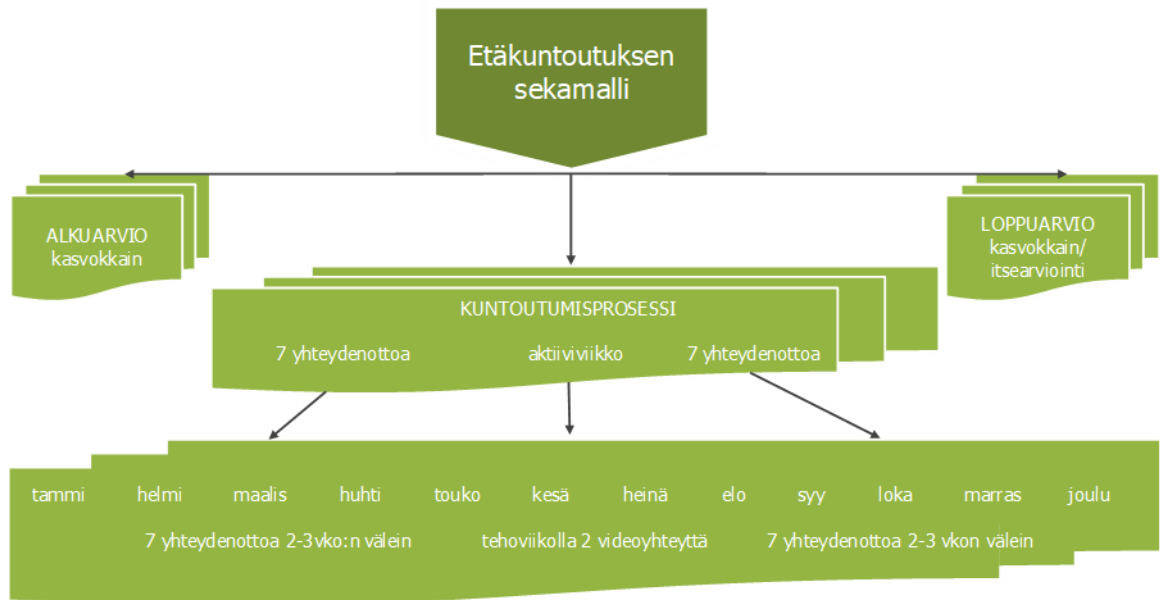 Etäkuntoutuksen
sekamalli
ALKUARVIO
kasvokkain
LOPPUARVIO
kasvokkain/
itsearviointi
KUNTOUTUMISPROSESSI
7 yhteydenottoa aktiiviviikko 7 yhteydenottoa
tammi helmi maalis huhti touko kesä heinä elo syy loka marras joulu
7 yhteydenottoa 2-3vko:n välein tehoviikolla 2 videoyhteyttä 7 yhteydenottoa 2-3 vkon välein